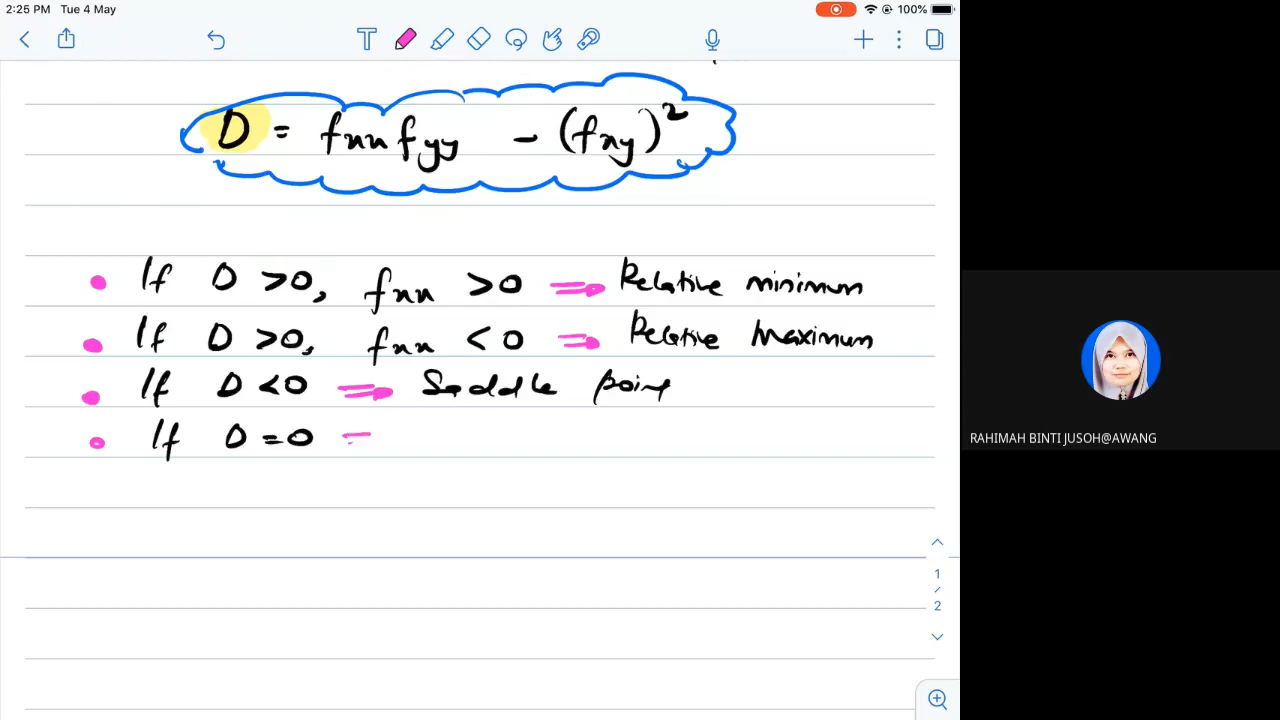 2:25 PM Tue 4 May 100%
D = fxx fyy - (fxy)²
• If D >0, fxx >0 ⇒ Relative minimum
• If D >0, fxx < 0 ⇒ Relative Maximum
• If D <0 ⇒ Saddle point
• If D =0 =
1
/
2
RAHIMAH BINTI JUSOH@AWANG